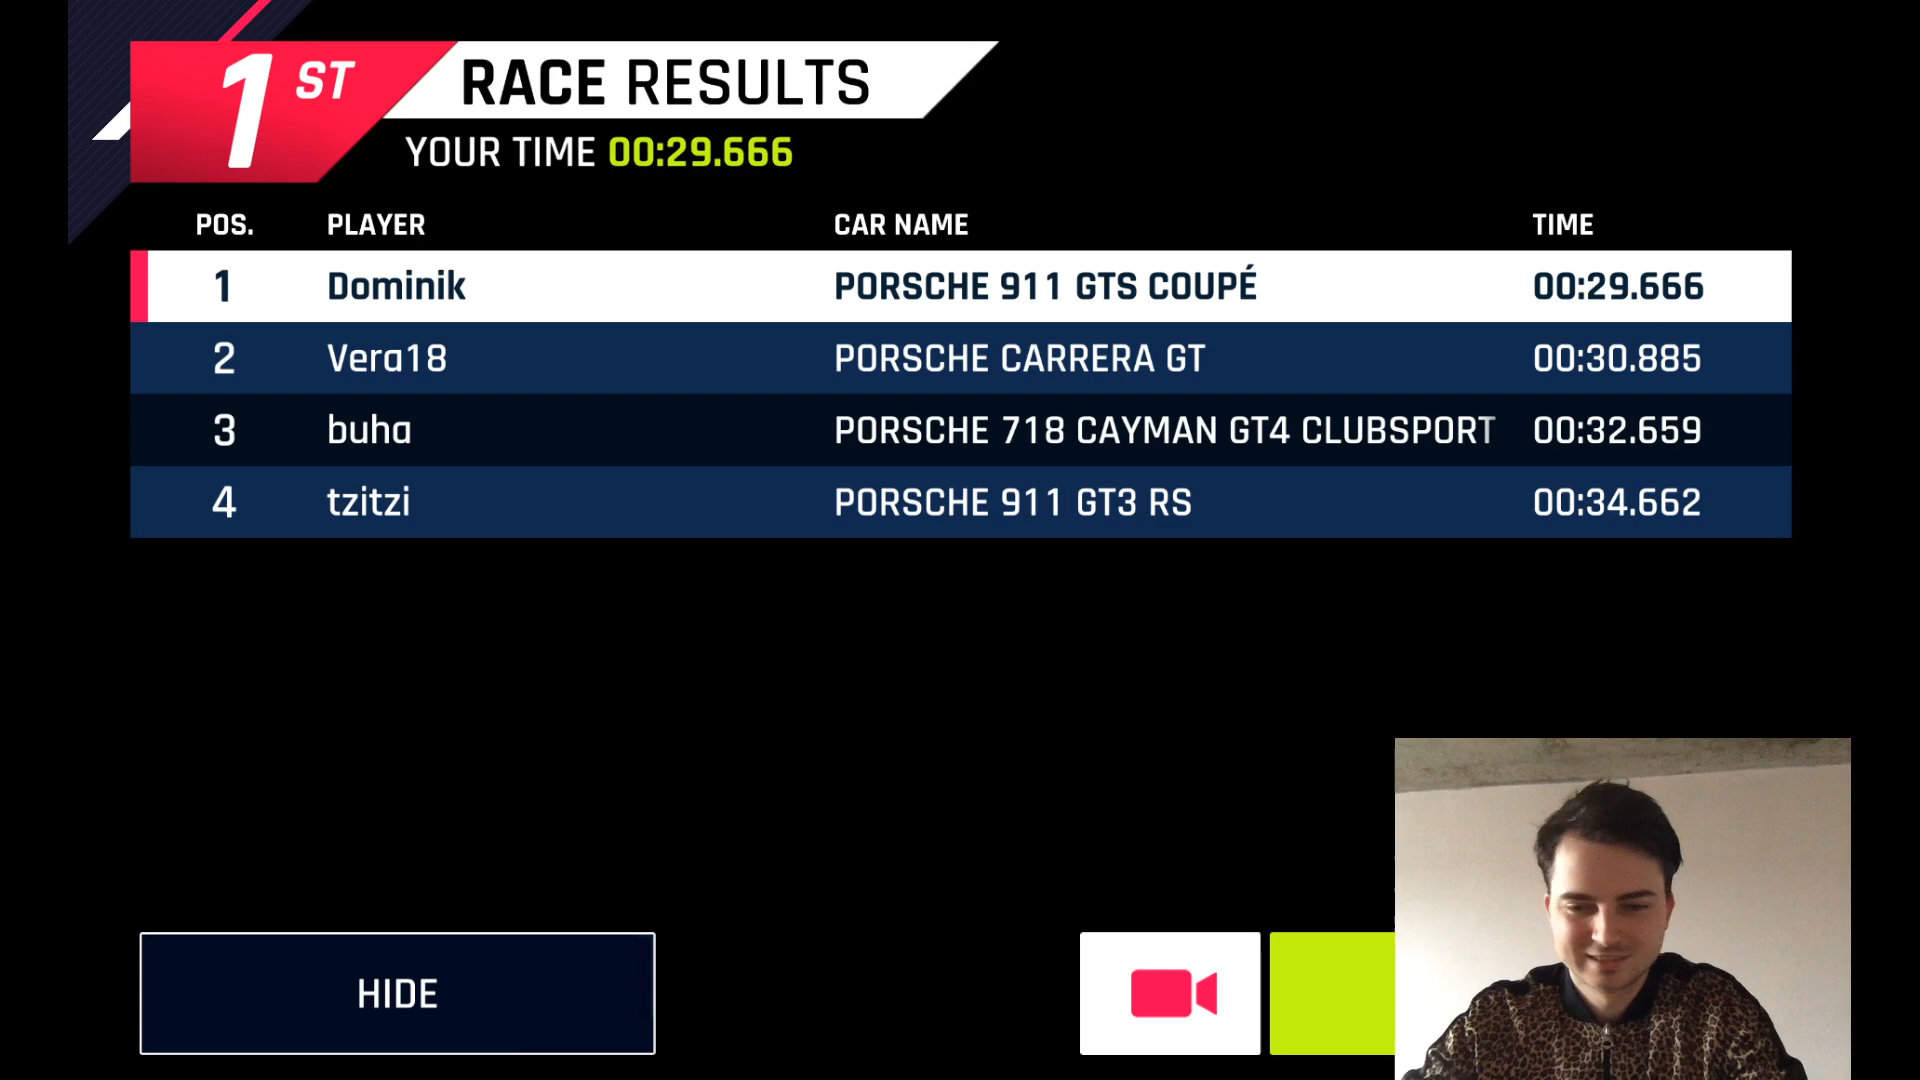 1 ST
RACE RESULTS
YOUR TIME 00:29.666
POS. PLAYER CAR NAME TIME
1 Dominik PORSCHE 911 GTS COUPÉ 00:29.666
2 Vera18 PORSCHE CARRERA GT 00:30.885
3 buha PORSCHE 718 CAYMAN GT4 CLUBSPORT 00:32.659
4 tzitzi PORSCHE 911 GT3 RS 00:34.662
HIDE